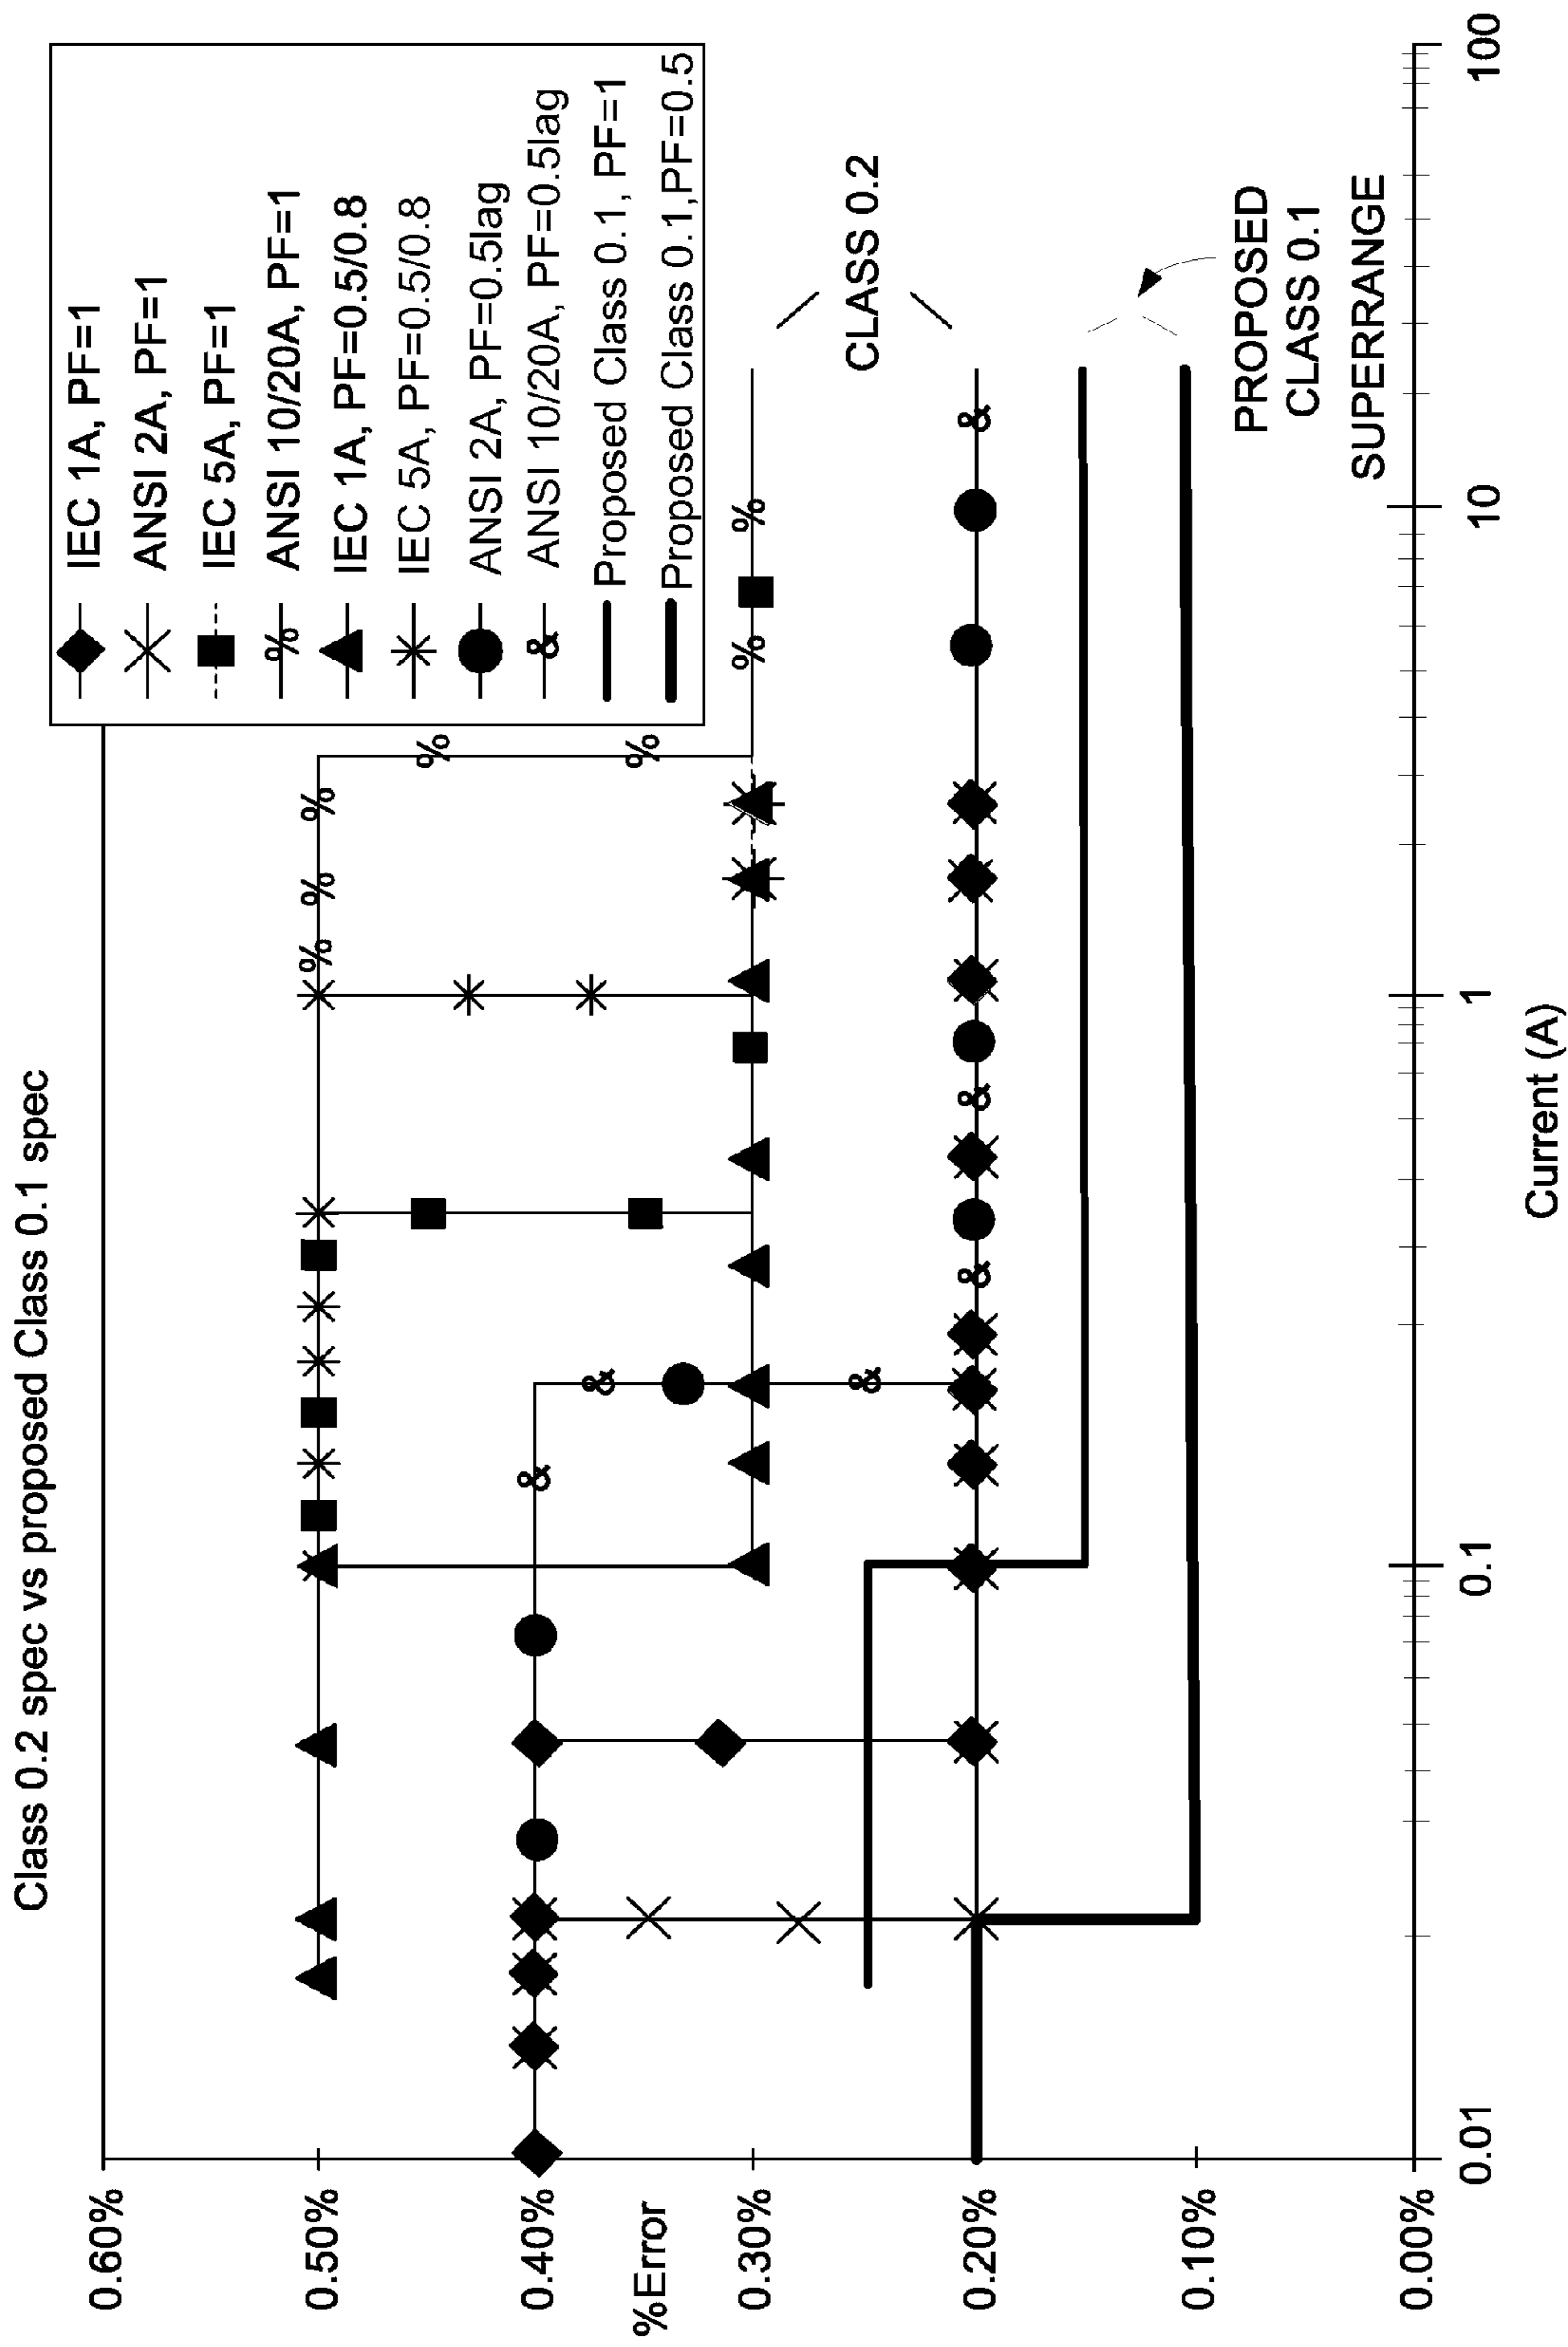 Class 0.2 spec vs proposed Class 0.1 spec
0.60%
0.50%
0.40%
%Error
0.30%
0.20%
0.10%
0.00%
IEC 1A, PF=1
ANSI 2A, PF=1
IEC 5A, PF=1
% ANSI 10/20A, PF=1
IEC 1A, PF=0.5/0.8
IEC 5A, PF=0.5/0.8
ANSI 2A, PF=0.5lag
& ANSI 10/20A, PF=0.5lag
Proposed Class 0.1, PF=1
Proposed Class 0.1,PF=0.5
% % %
%
%
% %
&
&
&
& & &
CLASS 0.2
PROPOSED
CLASS 0.1
SUPERRANGE
0.01 0.1 1 10 100
Current (A)